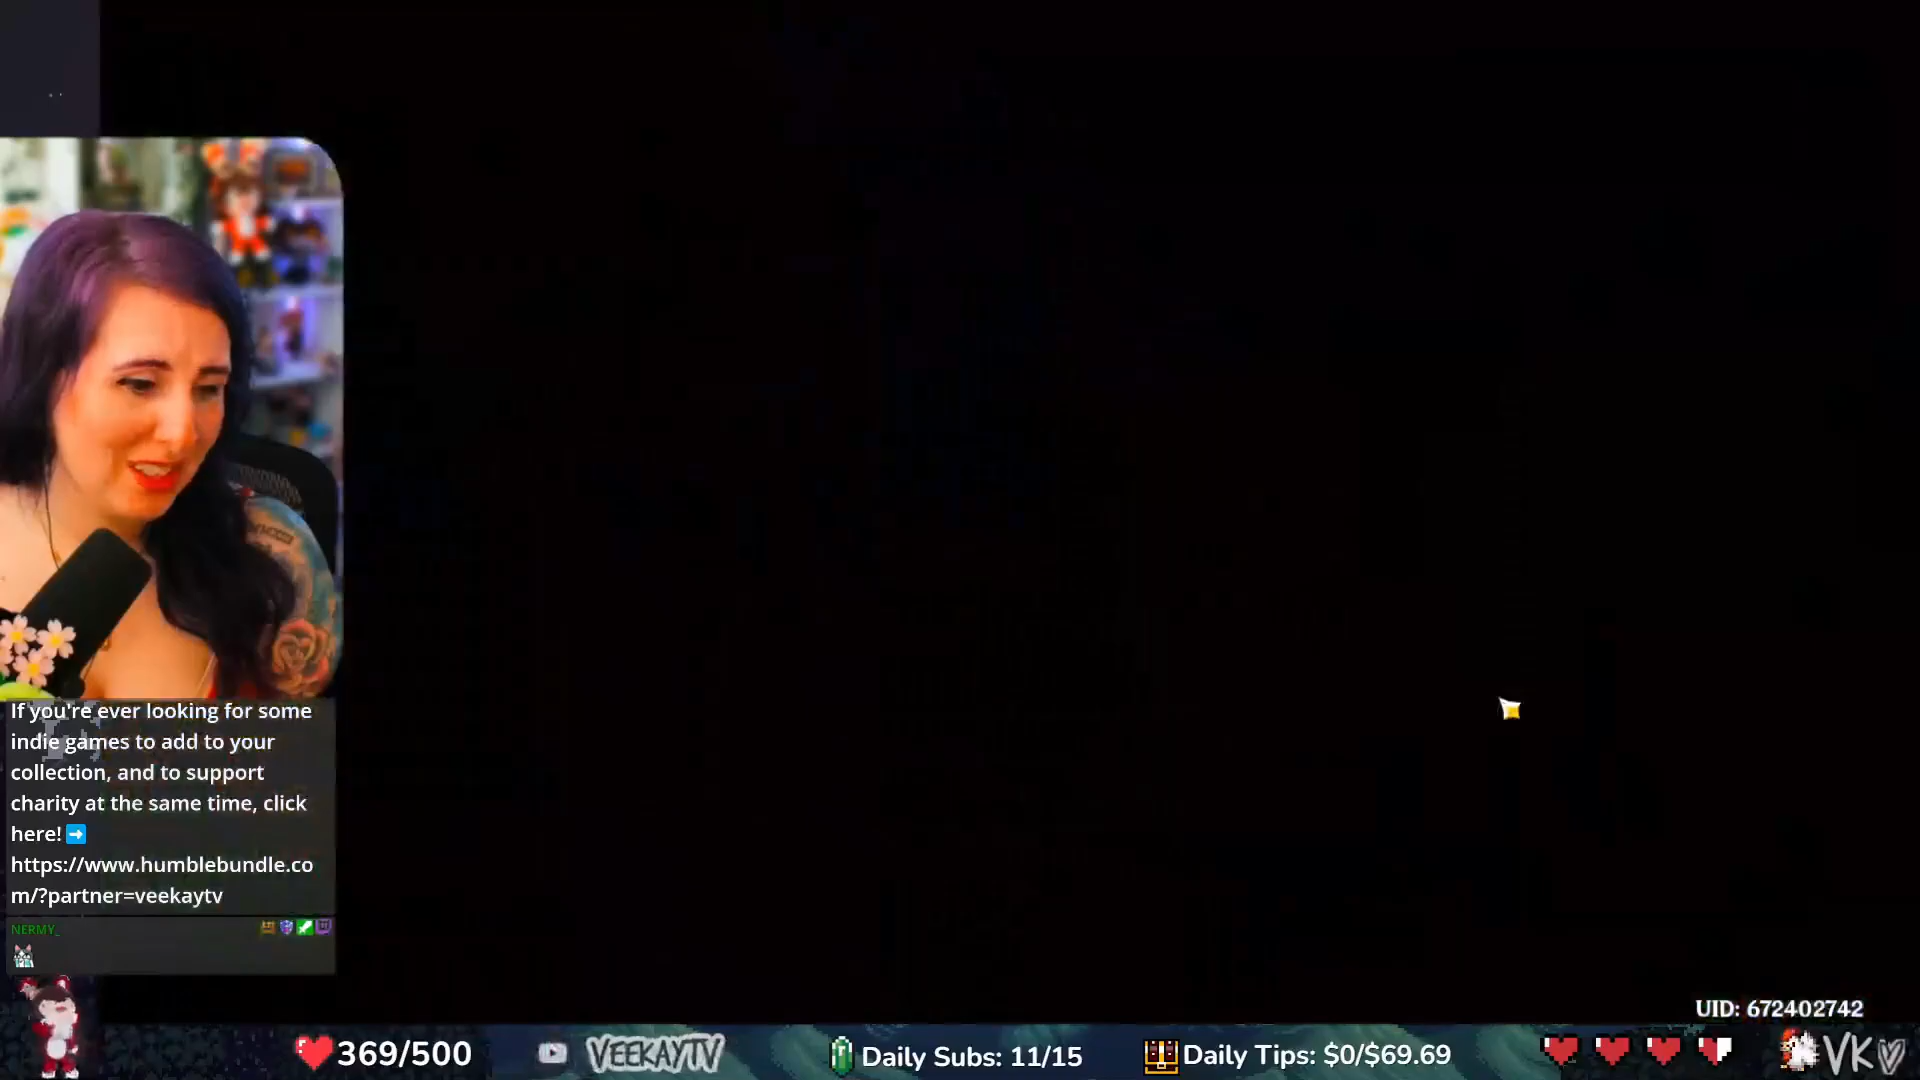 If you're ever looking for some
indie games to add to your
collection, and to support
charity at the same time, click
here! ➡
https://www.humblebundle.co
m/?partner=veekaytv
NERMY_
UID: 672402742
369/500
VEEKAYTV
Daily Subs: 11/15
Daily Tips: $0/$69.69
VK